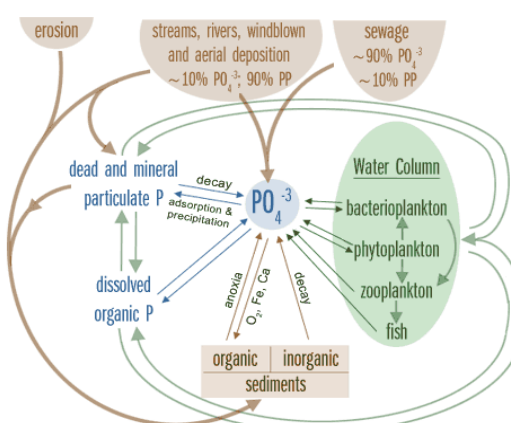 erosion
streams, rivers, windblown
and aerial deposition
~10% PO₄⁻³; 90% PP
sewage
~90% PO₄⁻³
~10% PP
dead and mineral
particulate P
decay
adsorption &
precipitation
PO₄⁻³
Water Column
bacterioplankton
phytoplankton
zooplankton
fish
dissolved
organic P
anoxia
O₂, Fe, Ca
decay
organic
inorganic
sediments